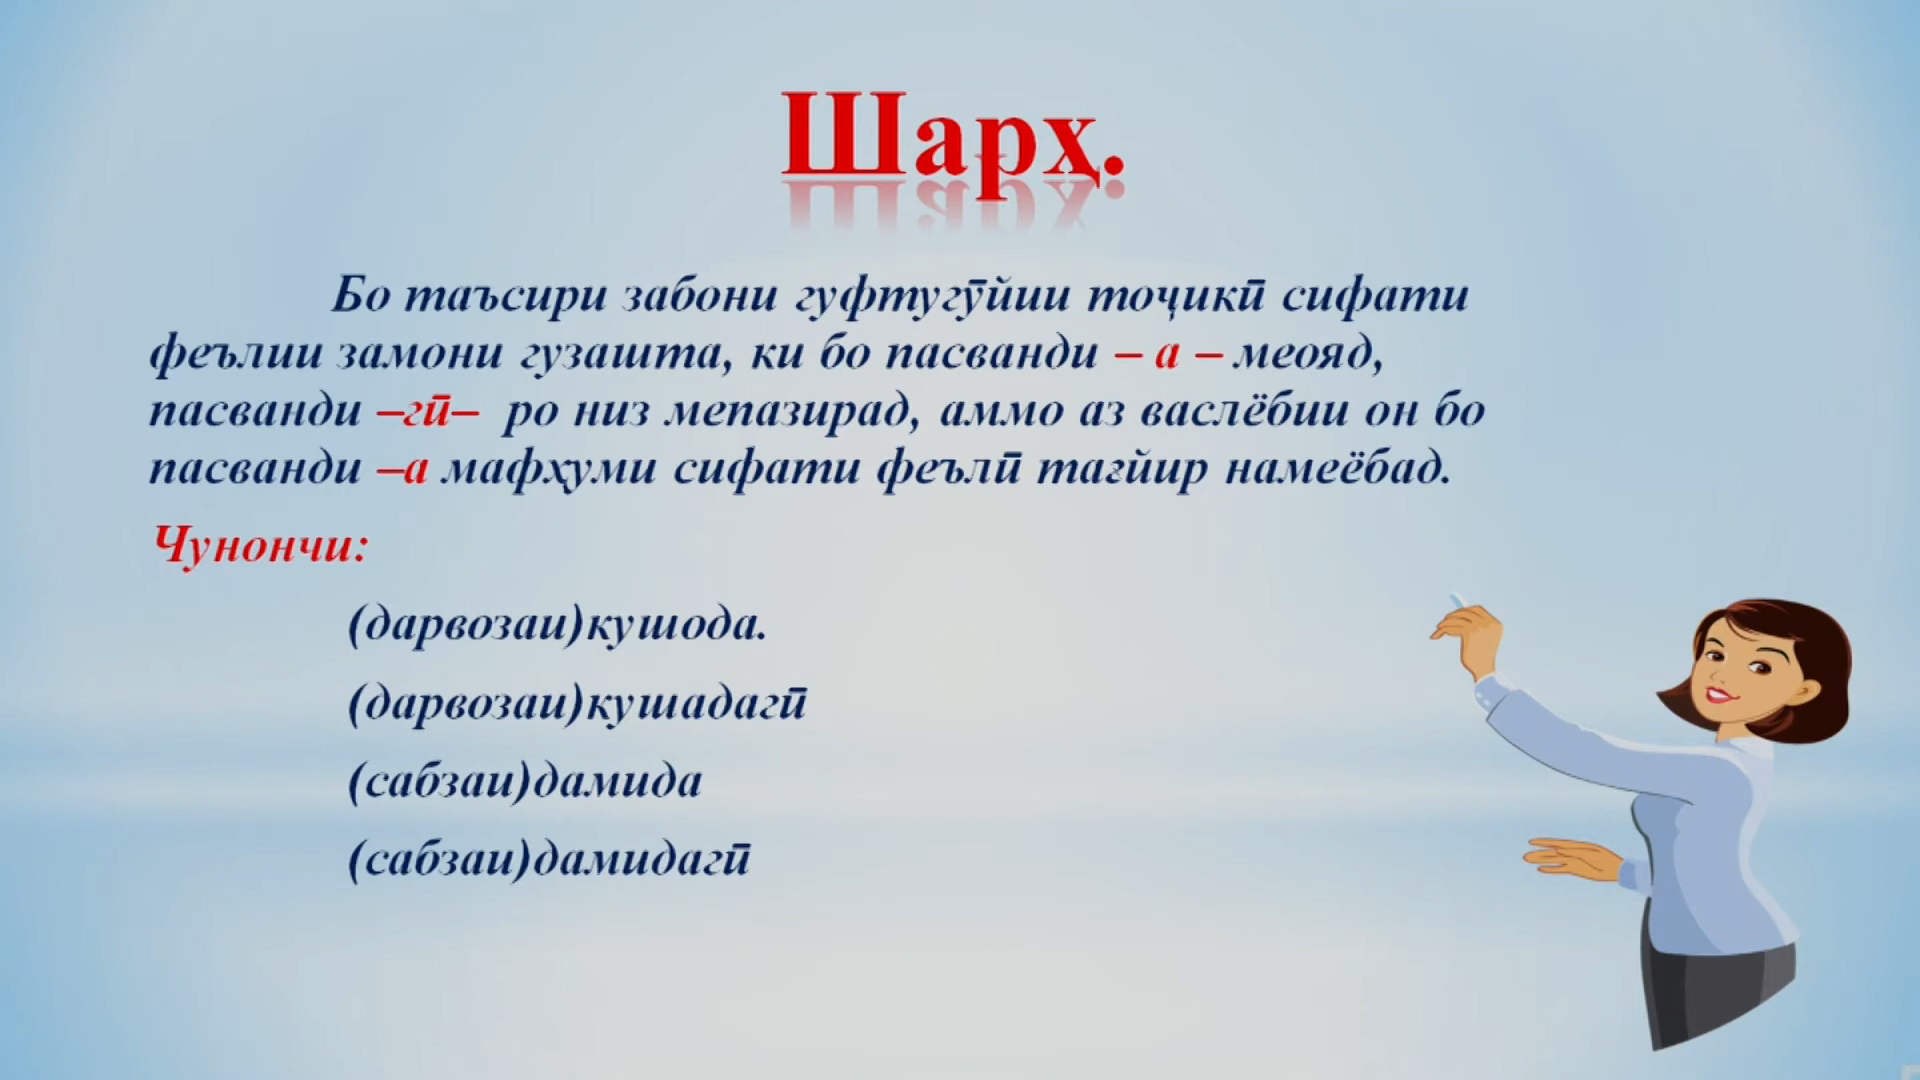 Шарҳ.
Бо таъсири забони гуфтугӯйии тоҷикӣ сифати
феълии замони гузашта, ки бо пасванди – а – меояд,
пасванди –гӣ– ро низ мепазирад, аммо аз васлёбии он бо
пасванди –а мафҳуми сифати феълӣ тағйир намеёбад.
Чунончи:
(дарвозаи)кушода.
(дарвозаи)кушадагӣ
(сабзаи)дамида
(сабзаи)дамидагӣ